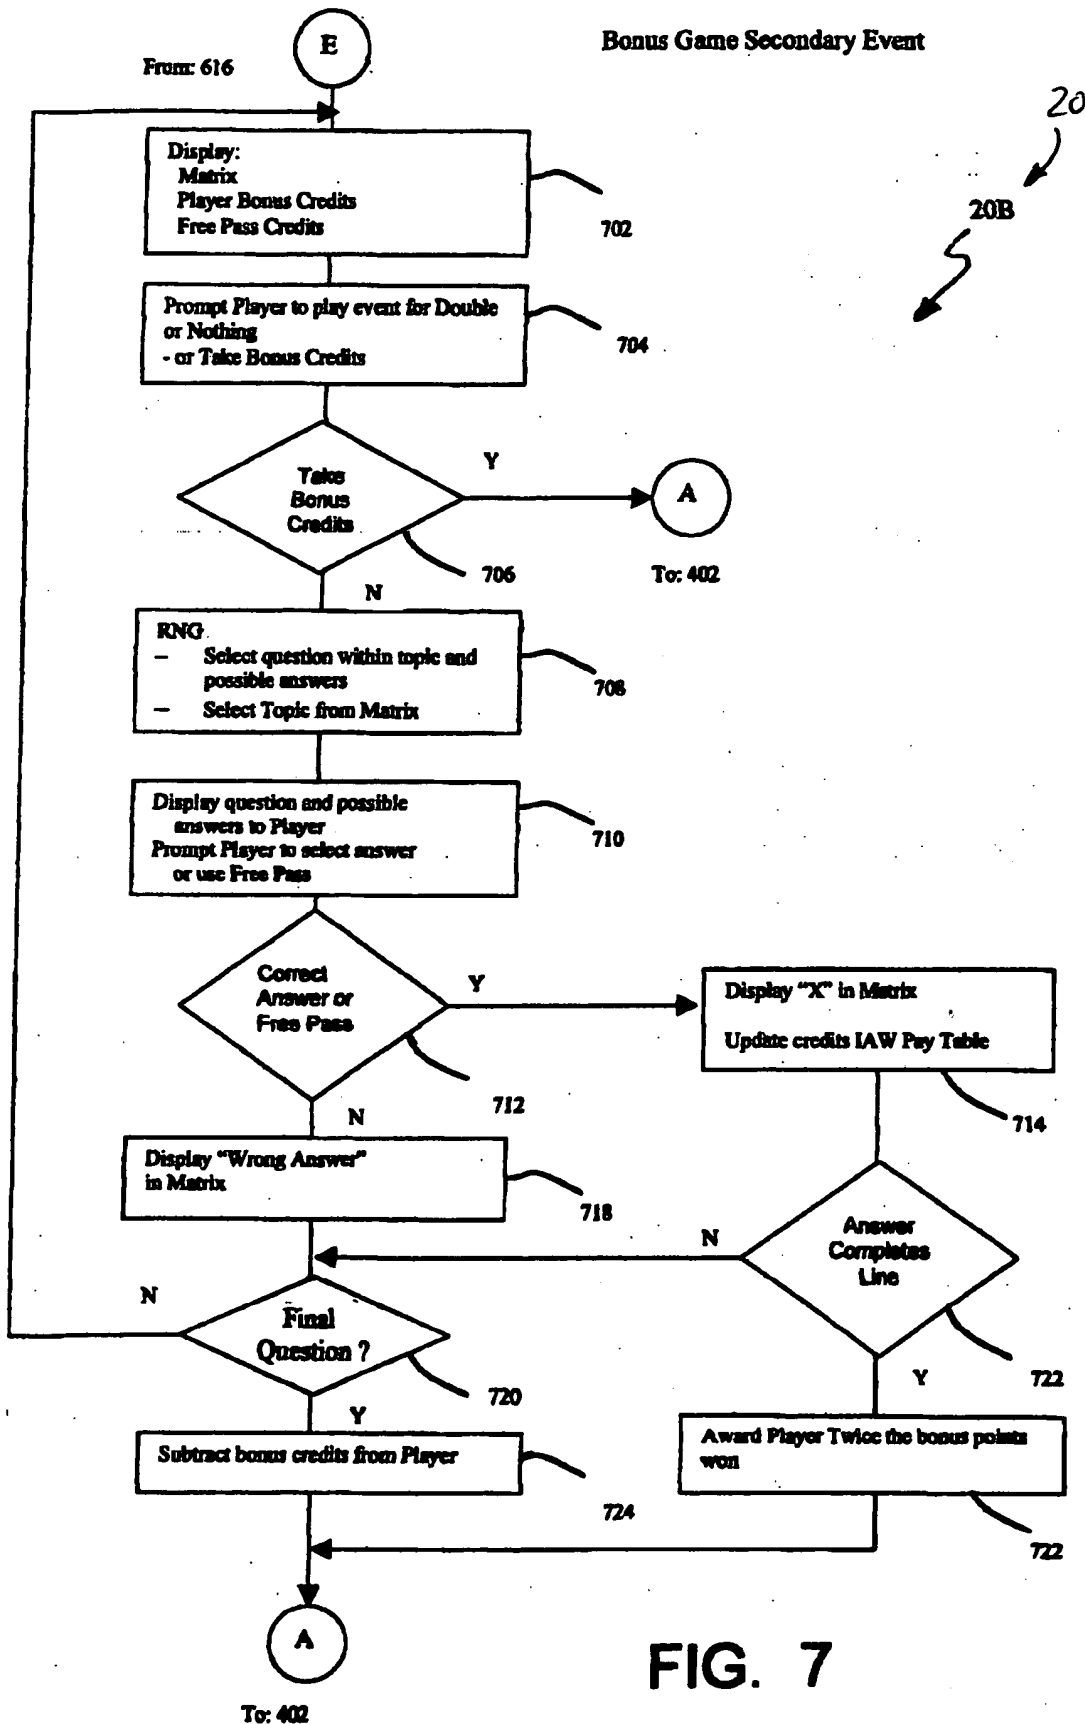 E
Bonus Game Secondary Event
From: 616
20
Display:
Matrix
Player Bonus Credits
Free Pass Credits
702
20B
Prompt Player to play event for Double
or Nothing
- or Take Bonus Credits
704
Take
Bonus
Credits
Y
A
706
To: 402
N
RNG
– Select question within topic and
possible answers
– Select Topic from Matrix
708
Display question and possible
answers to Player
Prompt Player to select answer
or use Free Pass
710
Correct
Answer or
Free Pass
Y
Display "X" in Matrix
Update credits IAW Pay Table
712
714
N
Display "Wrong Answer"
in Matrix
718
Answer
Completes
Line
N
N
Final
Question ?
720
722
Y
Y
Subtract bonus credits from Player
724
Award Player Twice the bonus points
won
722
A
To: 402
FIG. 7